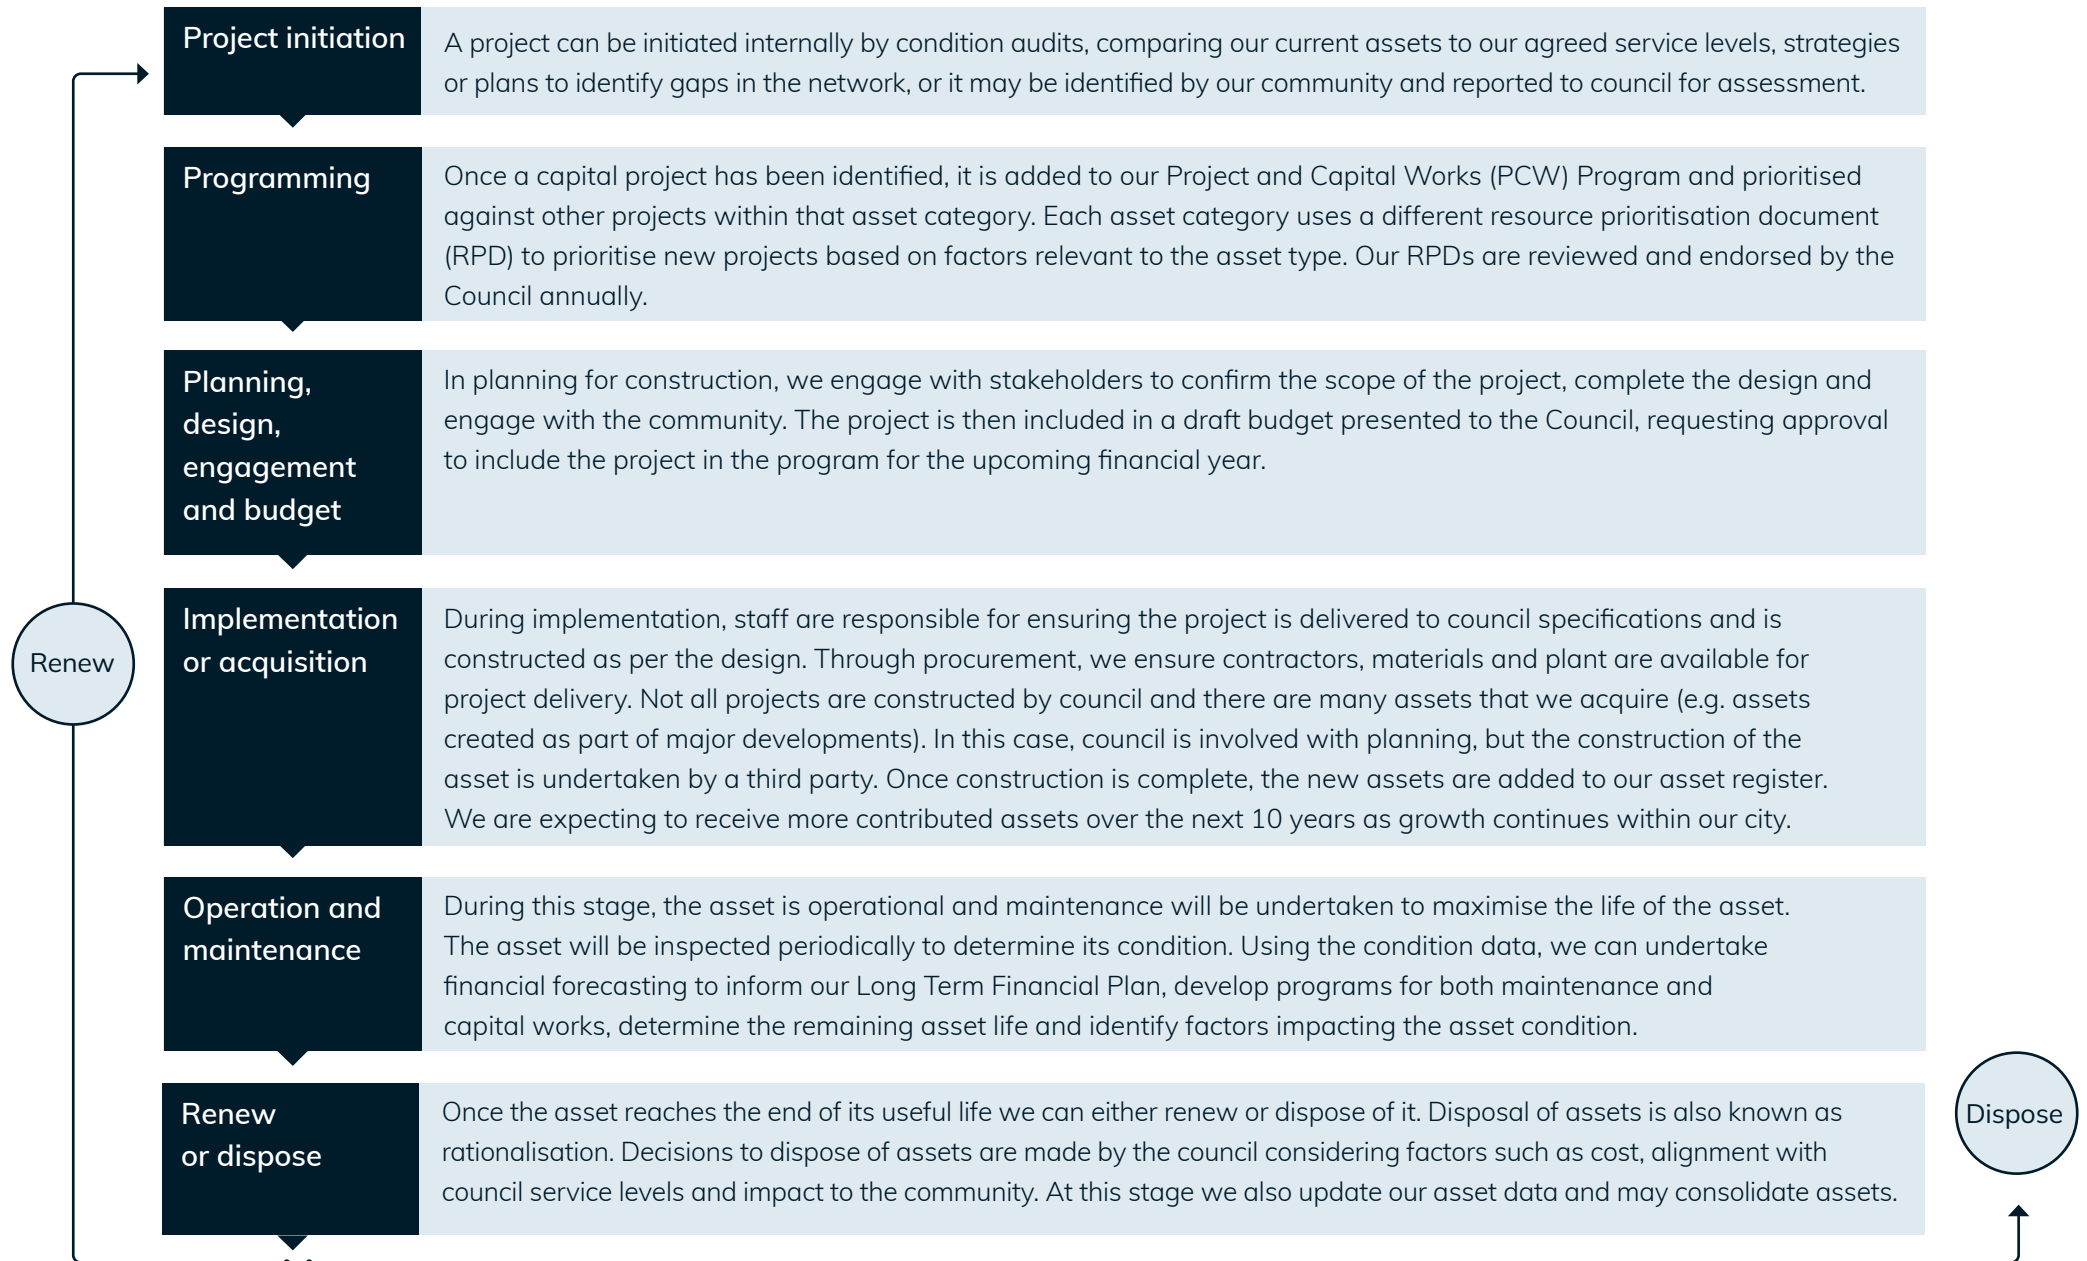 Project initiation
A project can be initiated internally by condition audits, comparing our current assets to our agreed service levels, strategies
or plans to identify gaps in the network, or it may be identified by our community and reported to council for assessment.
Programming
Once a capital project has been identified, it is added to our Project and Capital Works (PCW) Program and prioritised
against other projects within that asset category. Each asset category uses a different resource prioritisation document
(RPD) to prioritise new projects based on factors relevant to the asset type. Our RPDs are reviewed and endorsed by the
Council annually.
Planning,
design,
engagement
and budget
In planning for construction, we engage with stakeholders to confirm the scope of the project, complete the design and
engage with the community. The project is then included in a draft budget presented to the Council, requesting approval
to include the project in the program for the upcoming financial year.
Implementation
or acquisition
During implementation, staff are responsible for ensuring the project is delivered to council specifications and is
constructed as per the design. Through procurement, we ensure contractors, materials and plant are available for
project delivery. Not all projects are constructed by council and there are many assets that we acquire (e.g. assets
created as part of major developments). In this case, council is involved with planning, but the construction of the
asset is undertaken by a third party. Once construction is complete, the new assets are added to our asset register.
We are expecting to receive more contributed assets over the next 10 years as growth continues within our city.
Renew
Operation and
maintenance
During this stage, the asset is operational and maintenance will be undertaken to maximise the life of the asset.
The asset will be inspected periodically to determine its condition. Using the condition data, we can undertake
financial forecasting to inform our Long Term Financial Plan, develop programs for both maintenance and
capital works, determine the remaining asset life and identify factors impacting the asset condition.
Renew
or dispose
Once the asset reaches the end of its useful life we can either renew or dispose of it. Disposal of assets is also known as
rationalisation. Decisions to dispose of assets are made by the council considering factors such as cost, alignment with
council service levels and impact to the community. At this stage we also update our asset data and may consolidate assets.
Dispose